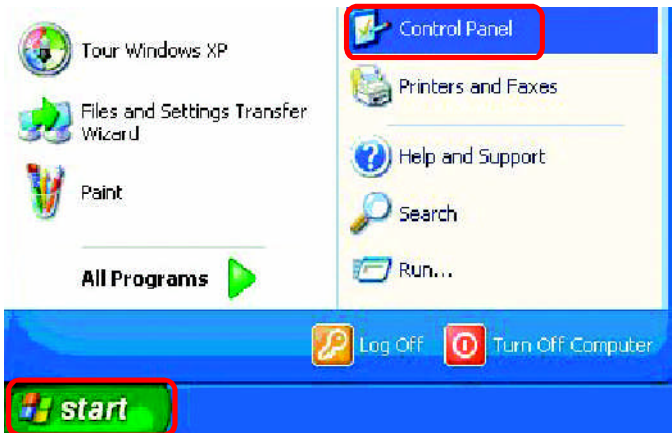 Tour Windows XP
Files and Settings Transfer
Wizard
Paint
All Programs
Control Panel
Printers and Faxes
Help and Support
Search
Run...
Log Off
Turn Off Computer
start